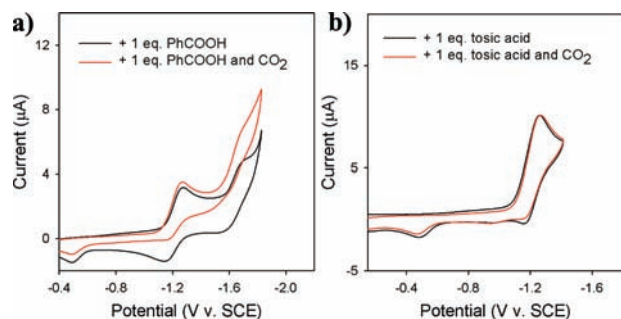 a)
+ 1 eq. PhCOOH
+ 1 eq. PhCOOH and CO2
12
8
4
0
Current (μA)
-0.4 -0.8 -1.2 -1.6 -2.0
Potential (V v. SCE)
b)
+ 1 eq. tosic acid
+ 1 eq. tosic acid and CO2
15
5
-5
Current (μA)
-0.4 -0.8 -1.2 -1.6
Potential (V v. SCE)